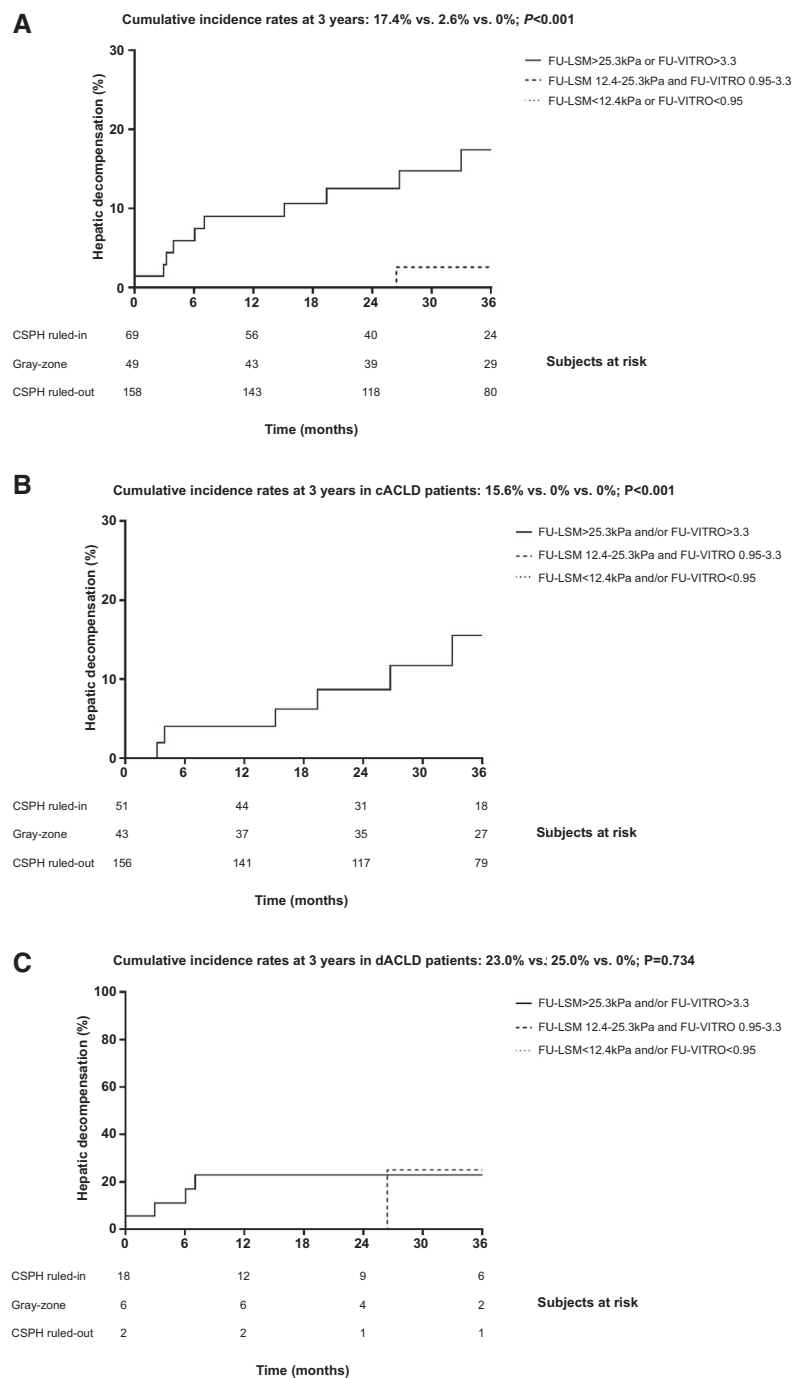 A
Cumulative incidence rates at 3 years: 17.4% vs. 2.6% vs. 0%; P<0.001
Hepatic decompensation (%)
30
20
10
0
0 6 12 18 24 30 36
FU-LSM>25.3kPa or FU-VITRO>3.3
FU-LSM 12.4-25.3kPa and FU-VITRO 0.95-3.3
FU-LSM<12.4kPa or FU-VITRO<0.95
CSPH ruled-in 69 56 40 24
Gray-zone 49 43 39 29
CSPH ruled-out 158 143 118 80
Subjects at risk
Time (months)
B
Cumulative incidence rates at 3 years in cACLD patients: 15.6% vs. 0% vs. 0%; P<0.001
Hepatic decompensation (%)
30
20
10
0
0 6 12 18 24 30 36
FU-LSM>25.3kPa and/or FU-VITRO>3.3
FU-LSM 12.4-25.3kPa and FU-VITRO 0.95-3.3
FU-LSM<12.4kPa and/or FU-VITRO<0.95
CSPH ruled-in 51 44 31 18
Gray-zone 43 37 35 27
CSPH ruled-out 156 141 117 79
Subjects at risk
Time (months)
C
Cumulative incidence rates at 3 years in dACLD patients: 23.0% vs. 25.0% vs. 0%; P=0.734
Hepatic decompensation (%)
100
80
60
40
20
0
0 6 12 18 24 30 36
FU-LSM>25.3kPa and/or FU-VITRO>3.3
FU-LSM 12.4-25.3kPa and FU-VITRO 0.95-3.3
FU-LSM<12.4kPa and/or FU-VITRO<0.95
CSPH ruled-in 18 12 9 6
Gray-zone 6 6 4 2
CSPH ruled-out 2 2 1 1
Subjects at risk
Time (months)